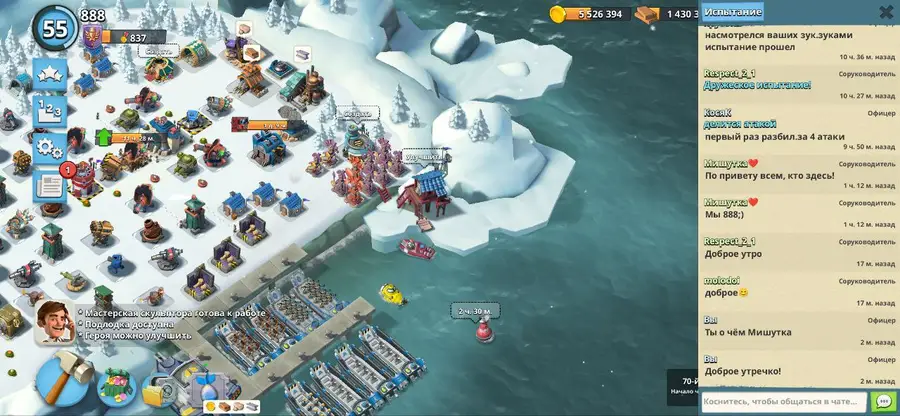 55
888
837
5 526 394
1 430 3
Создать
Создать
Улучшить
1
2 ч. 30 м.
* Мастерская скульптора готова к работе
* Подлодка доступна
* Героя можно улучшить
70-й
Начало ч
Испытание
насмотрелся ваших зук.зуками
испытание прошел
10 ч. 36 м. назад
Respect_2_1
Соруководитель
Дружеское испытание!
10 ч. 27 м. назад
КосяК
Офицер
делится атакой
первый раз разбил.за 4 атаки
9 ч. 50 м. назад
Мишутка❤
Соруководитель
По привету всем, кто здесь!
1 ч. 12 м. назад
Мишутка❤
Соруководитель
Мы 888;)
1 ч. 12 м. назад
Respect_2_1
Соруководитель
Доброе утро
17 м. назад
molodoi
Соруководитель
доброе😊
17 м. назад
Вы
Офицер
Ты о чём Мишутка
2 м. назад
Вы
Офицер
Доброе утречко!
2 м. назад
Коснитесь, чтобы общаться в чате...